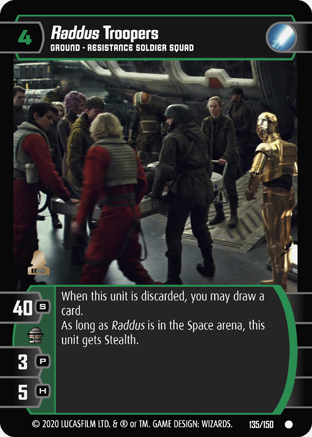 4
Raddus Troopers
GROUND - RESISTANCE SOLDIER SQUAD
40 S
When this unit is discarded, you may draw a
card.
As long as Raddus is in the Space arena, this
unit gets Stealth.
3 P
5 H
© 2020 LUCASFILM LTD. & ® or TM. GAME DESIGN: WIZARDS.
135/150